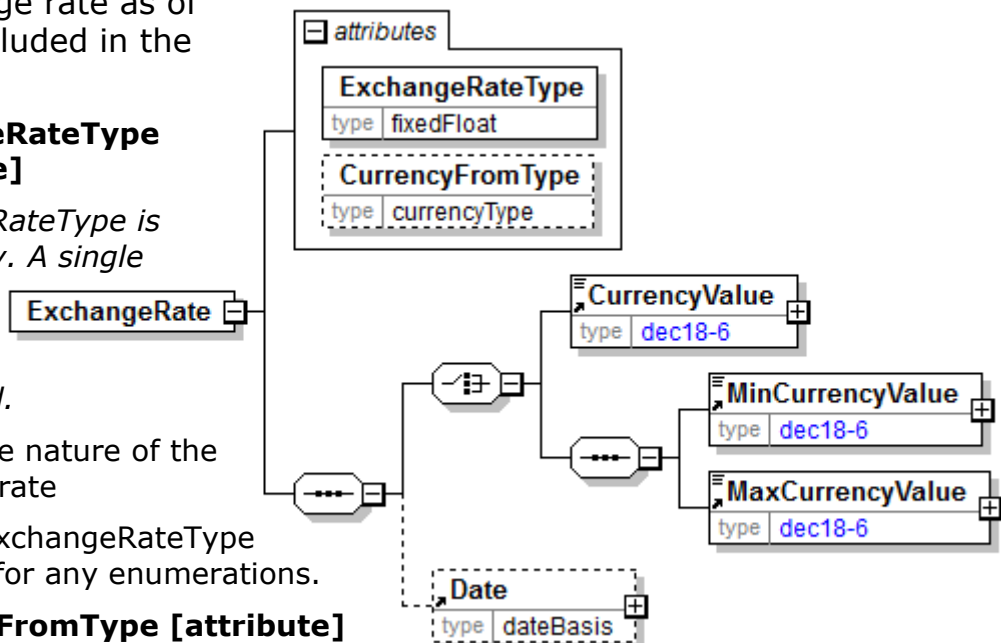 ge rate as of
cluded in the
eRateType
e]
RateType is
y. A single
d.
e nature of the
rate
xchangeRateType
for any enumerations.
FromType [attribute]
attributes
ExchangeRateType
type fixedFloat
CurrencyFromType
type currencyType
ExchangeRate
CurrencyValue
type dec18-6
MinCurrencyValue
type dec18-6
MaxCurrencyValue
type dec18-6
Date
type dateBasis